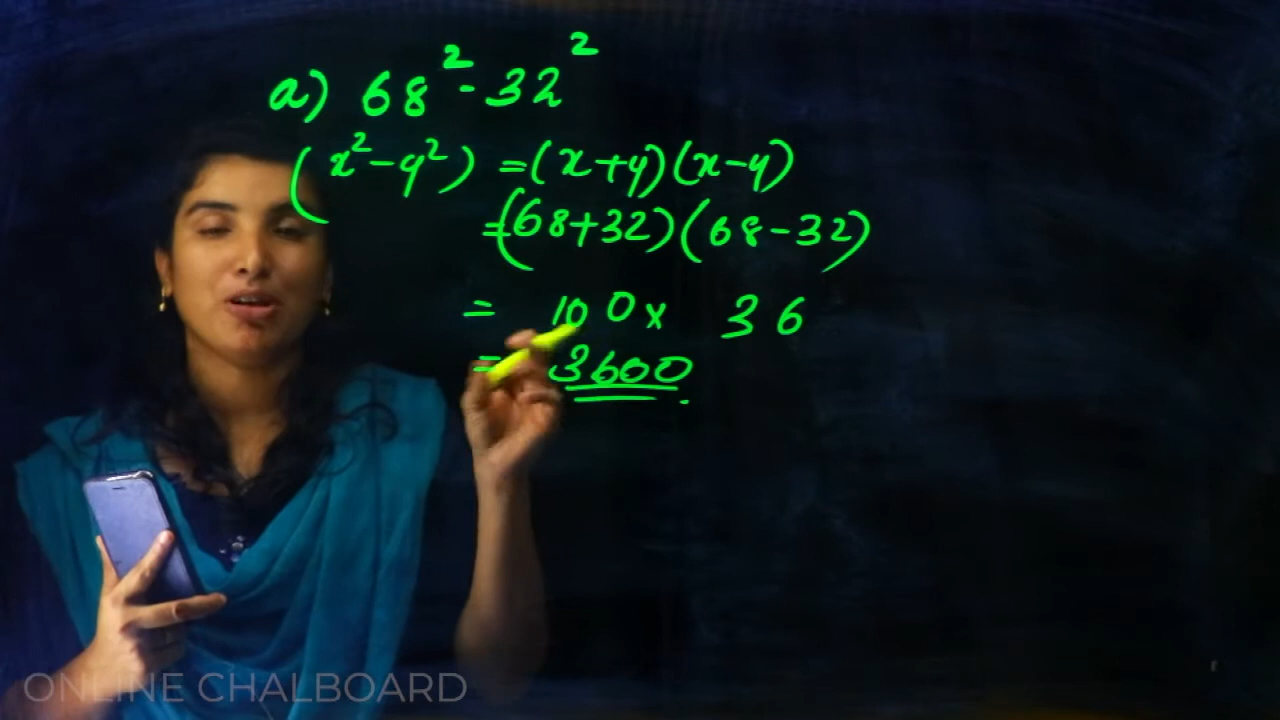 a) 68² - 32²
(x² - y²) = (x+y)(x-y)
= (68+32)(68-32)
= 100 x 36
= 3600
ONLINE CHALBOARD